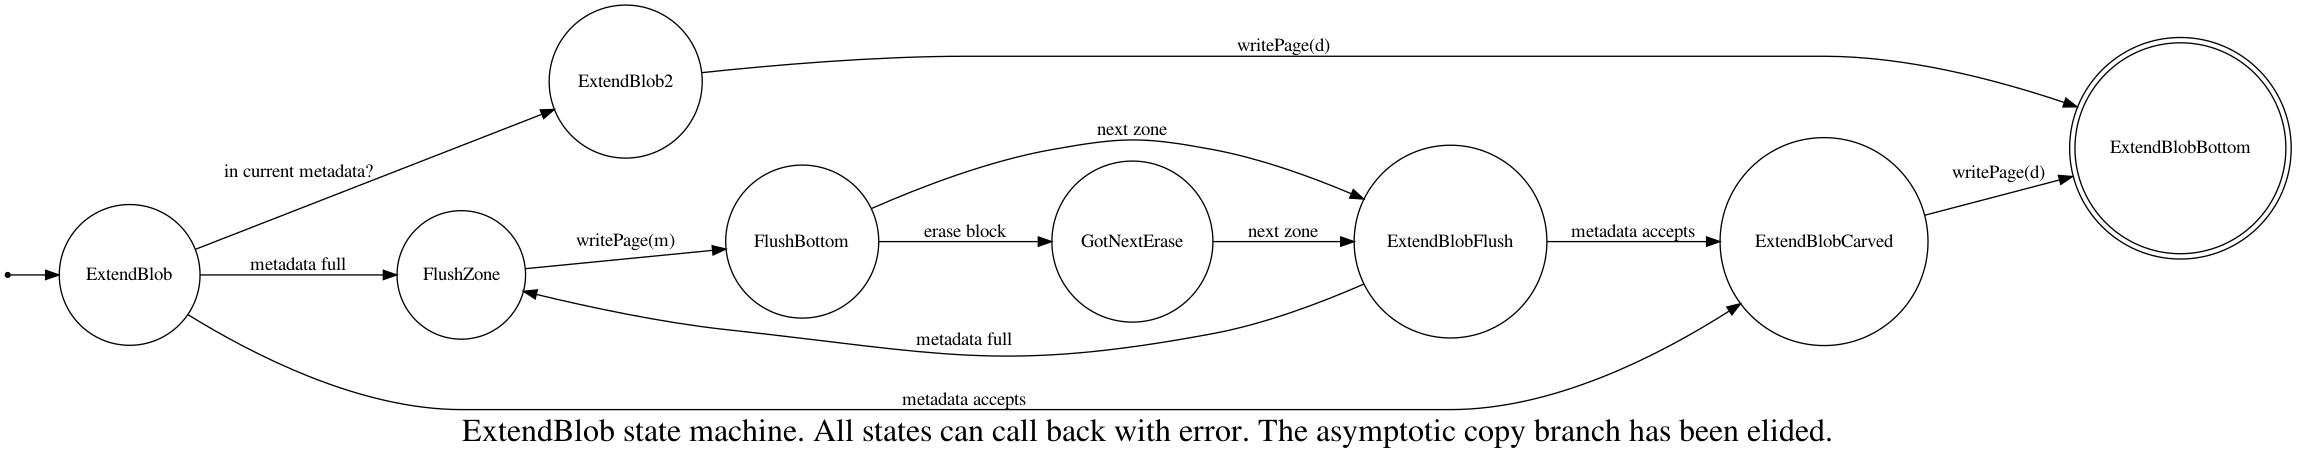 writePage(d)
ExtendBlob2
next zone
ExtendBlobBottom
in current metadata?
writePage(d)
writePage(m)
FlushBottom
erase block
GotNextErase
next zone
ExtendBlobFlush
metadata accepts
ExtendBlobCarved
ExtendBlob
metadata full
FlushZone
metadata full
metadata accepts
ExtendBlob state machine. All states can call back with error. The asymptotic copy branch has been elided.